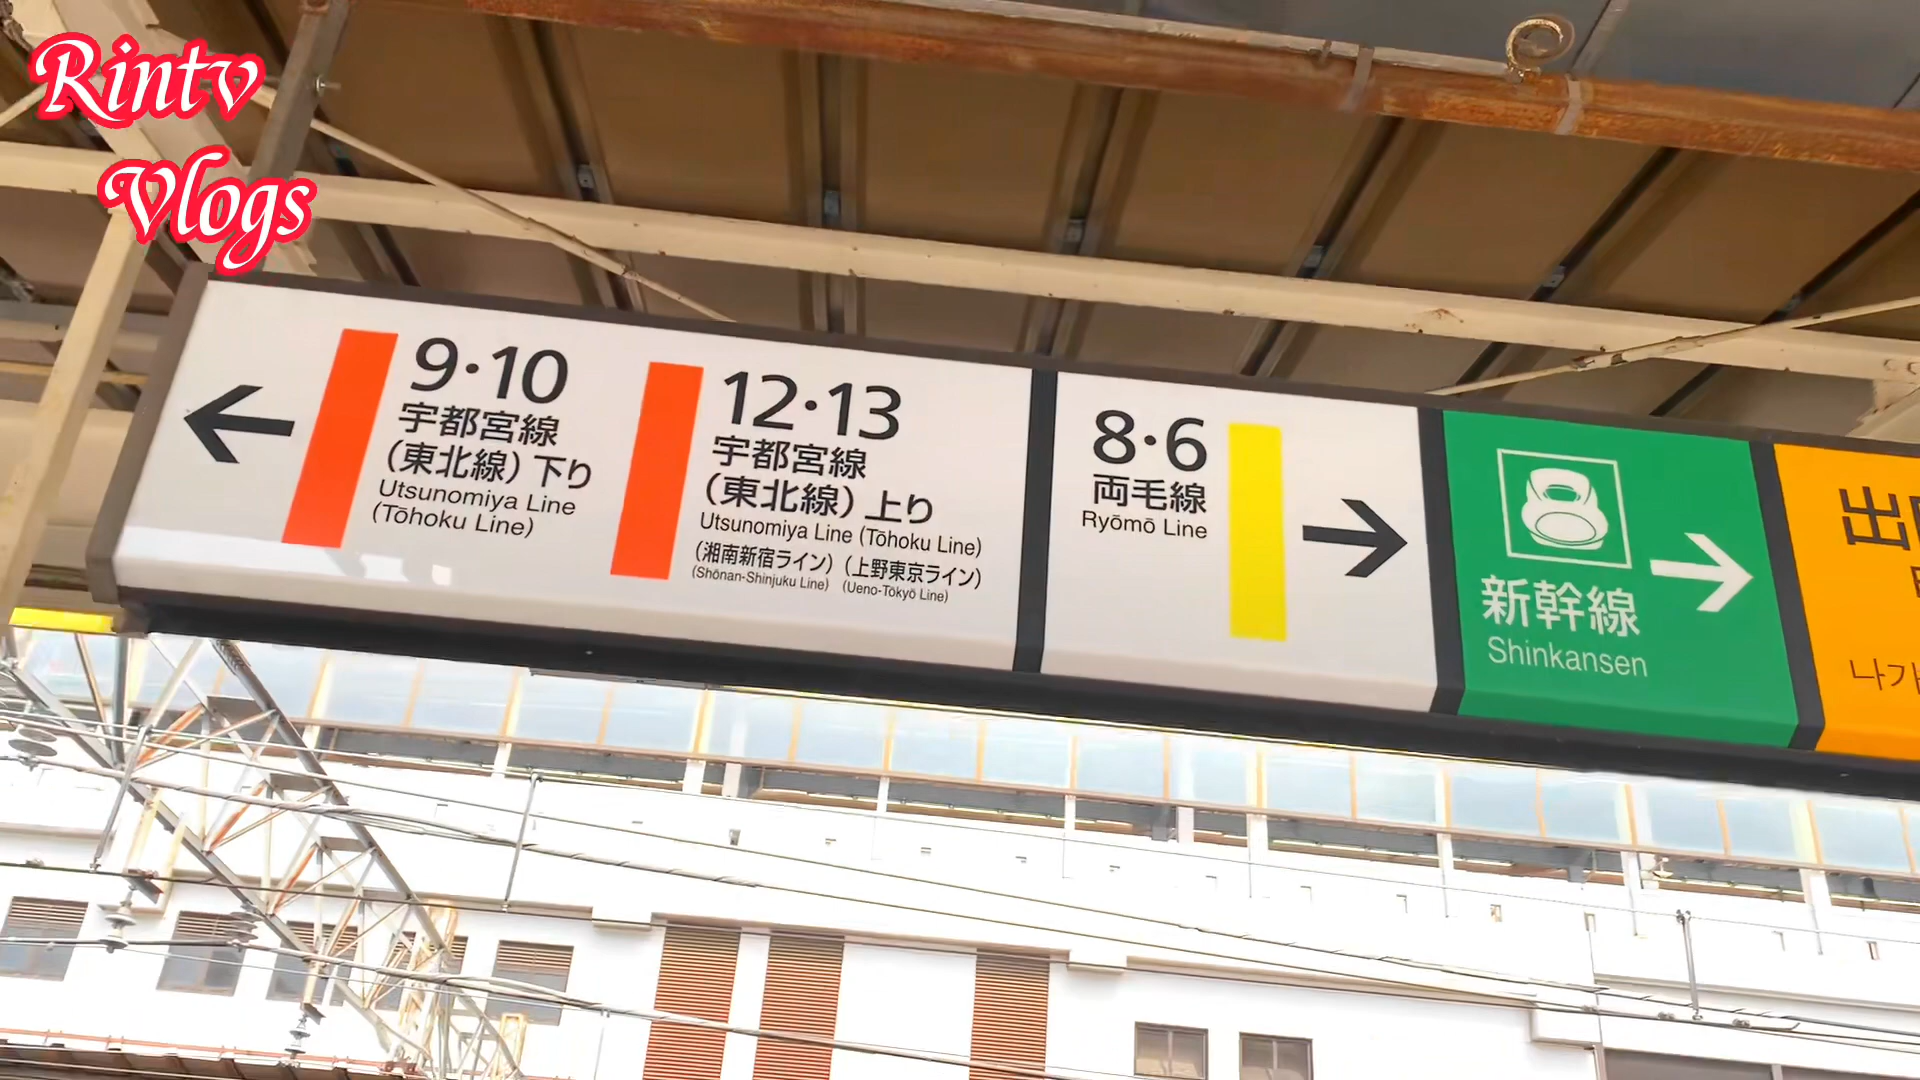 Rintv
Vlogs
9・10
宇都宮線
(東北線) 下り
Utsunomiya Line
(Tōhoku Line)
12・13
宇都宮線
(東北線) 上り
Utsunomiya Line (Tōhoku Line)
(湘南新宿ライン) (上野東京ライン)
(Shōnan-Shinjuku Line) (Ueno-Tōkyō Line)
8・6
両毛線
Ryōmō Line
新幹線
Shinkansen
出